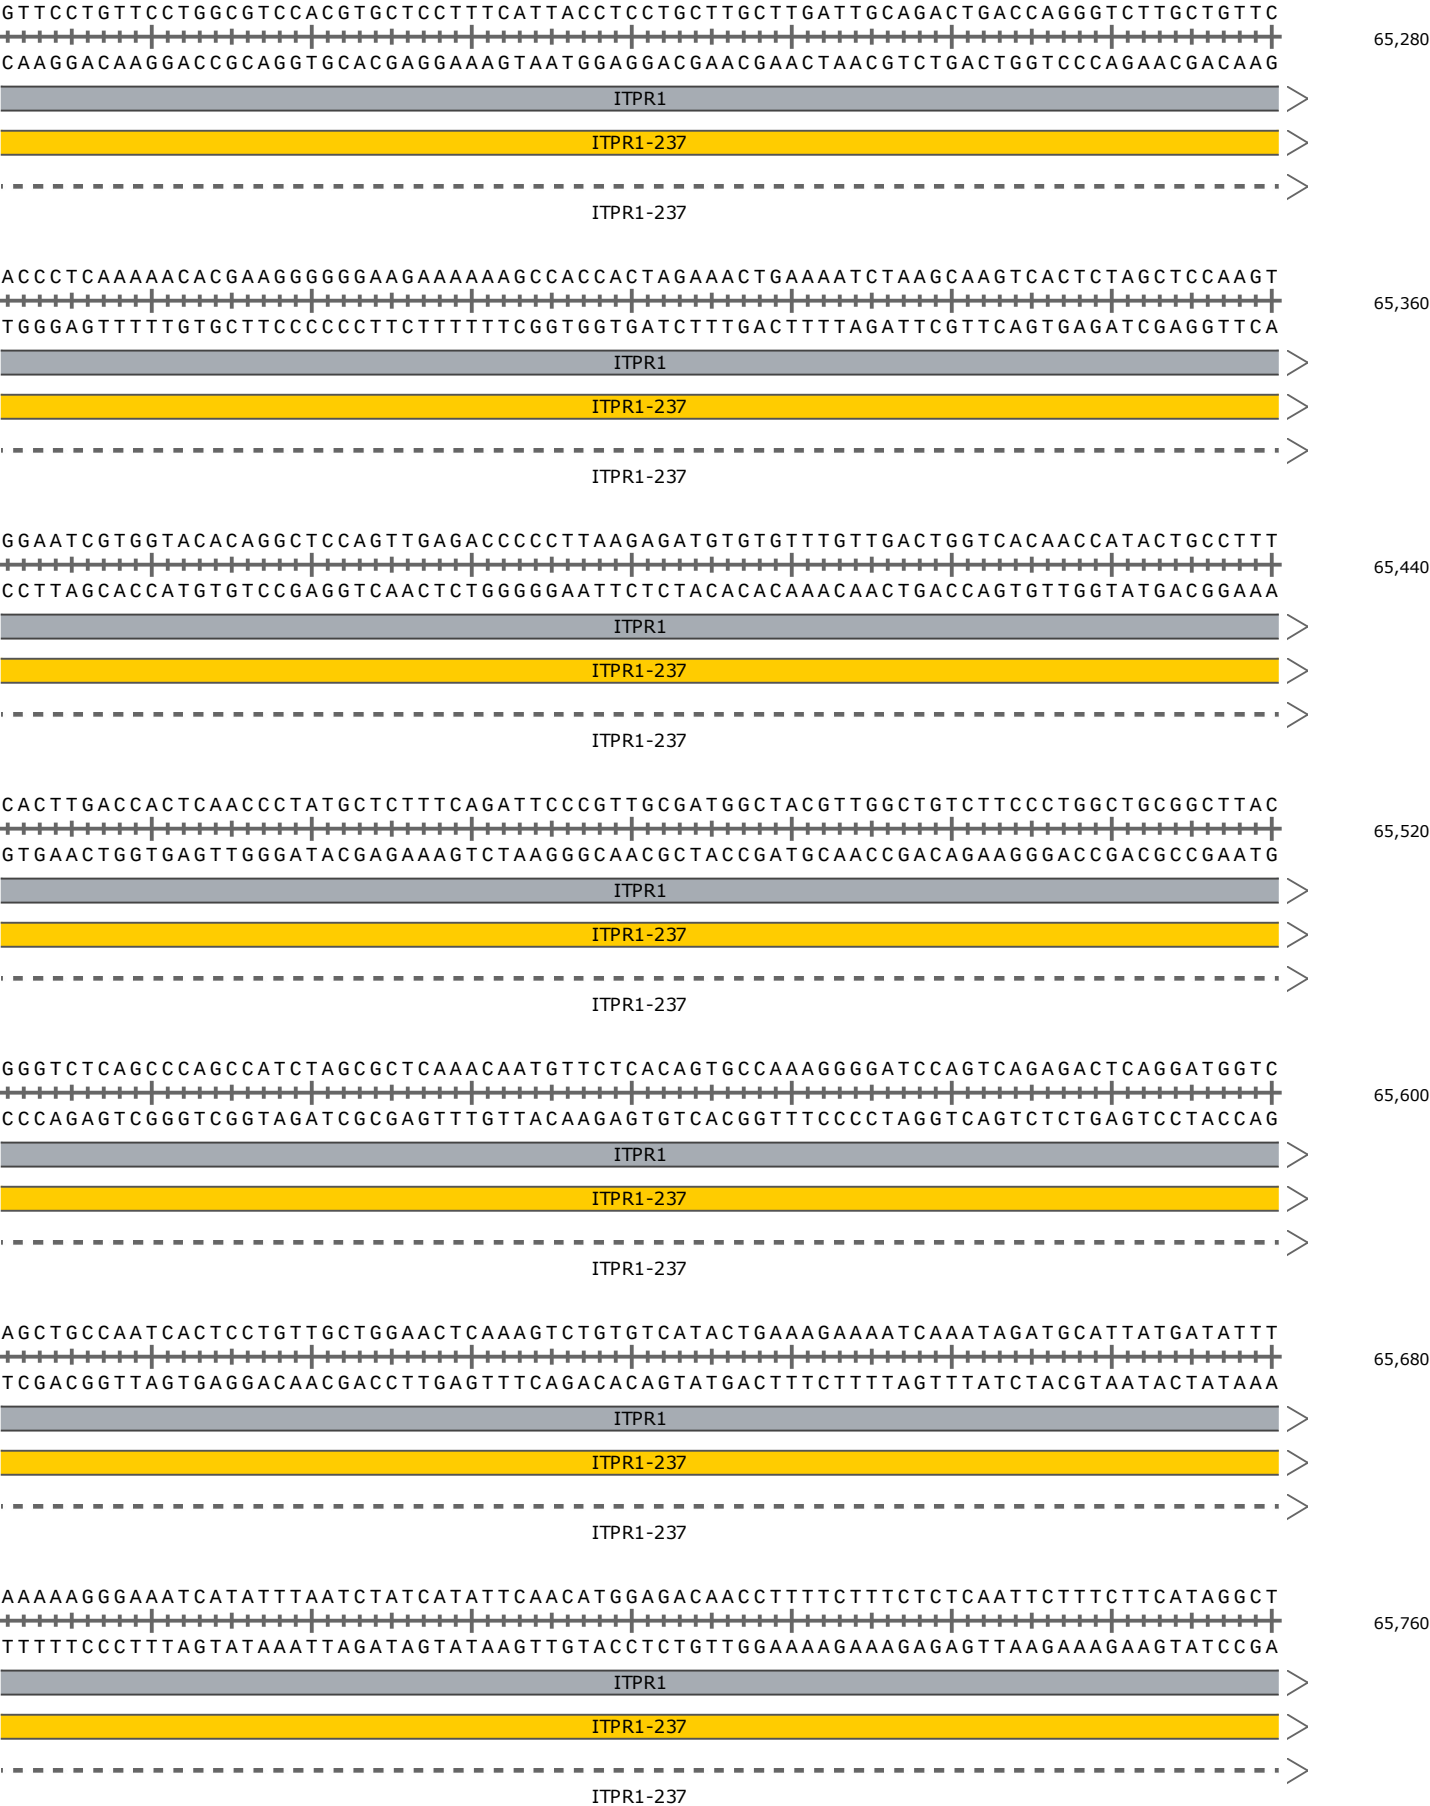 GTTCCTGTTCCTGGCGTCCACGTGCTCCTTTCATTACCTCCTGCTTGCTTGATTGCAGACTGACCAGGGTCTTGCTGTTC
65,280
CAAGGACAAGGACCGCAGGTGCACGAGGAAAGTAATGGAGGACGAACGAACTAACGTCTGACTGGTCCCAGAACGACAAG
ITPR1
ITPR1-237
ITPR1-237
ACCCTCAAAAACACGAAGGGGGGAAGAAAAAAGCCACCACTAGAAACTGAAAATCTAAGCAAGTCACTCTAGCTCCAAGT
65,360
TGGGAGTTTTTGTGCTTCCCCCCTTCTTTTTTCGGTGGTGATCTTTGACTTTTAGATTCGTTCAGTGAGATCGAGGTTCA
ITPR1
ITPR1-237
ITPR1-237
GGAATCGTGGTACACAGGCTCCAGTTGAGACCCCCTTAAGAGATGTGTGTTTGTTGACTGGTCACAACCATACTGCCTTT
65,440
CCTTAGCACCATGTGTCCGAGGTCAACTCTGGGGGAATTCTCTACACACAAACAACTGACCAGTGTTGGTATGACGGAAA
ITPR1
ITPR1-237
ITPR1-237
CACTTGACCACTCAACCCTATGCTCTTTCAGATTCCCGTTGCGATGGCTACGTTGGCTGTCTTCCCTGGCTGCGGCTTAC
65,520
GTGAACTGGTGAGTTGGGATACGAGAAAGTCTAAGGGCAACGCTACCGATGCAACCGACAGAAGGGACCGACGCCGAATG
ITPR1
ITPR1-237
ITPR1-237
GGGTCTCAGCCCAGCCATCTAGCGCTCAAACAATGTTCTCACAGTGCCAAAGGGGATCCAGTCAGAGACTCAGGATGGTC
65,600
CCCAGAGTCGGGTCGGTAGATCGCGAGTTTGTTACAAGAGTGTCACGGTTTCCCCTAGGTCAGTCTCTGAGTCCTACCAG
ITPR1
ITPR1-237
ITPR1-237
AGCTGCCAATCACTCCTGTTGCTGGAACTCAAAGTCTGTGTCATACTGAAAGAAAATCAAATAGATGCATTATGATATTT
65,680
TCGACGGTTAGTGAGGACAACGACCTTGAGTTTCAGACACAGTATGACTTTCTTTTAGTTTATCTACGTAATACTATAAA
ITPR1
ITPR1-237
ITPR1-237
AAAAAGGGAAATCATATTTAATCTATCATATTCAACATGGAGACAACCTTTTCTTTCTCTCAATTCTTTCTTCATAGGCT
65,760
TTTTTCCCTTTAGTATAAATTAGATAGTATAAGTTGTACCTCTGTTGGAAAAGAAAGAGAGTTAAGAAAGAAGTATCCGA
ITPR1
ITPR1-237
ITPR1-237